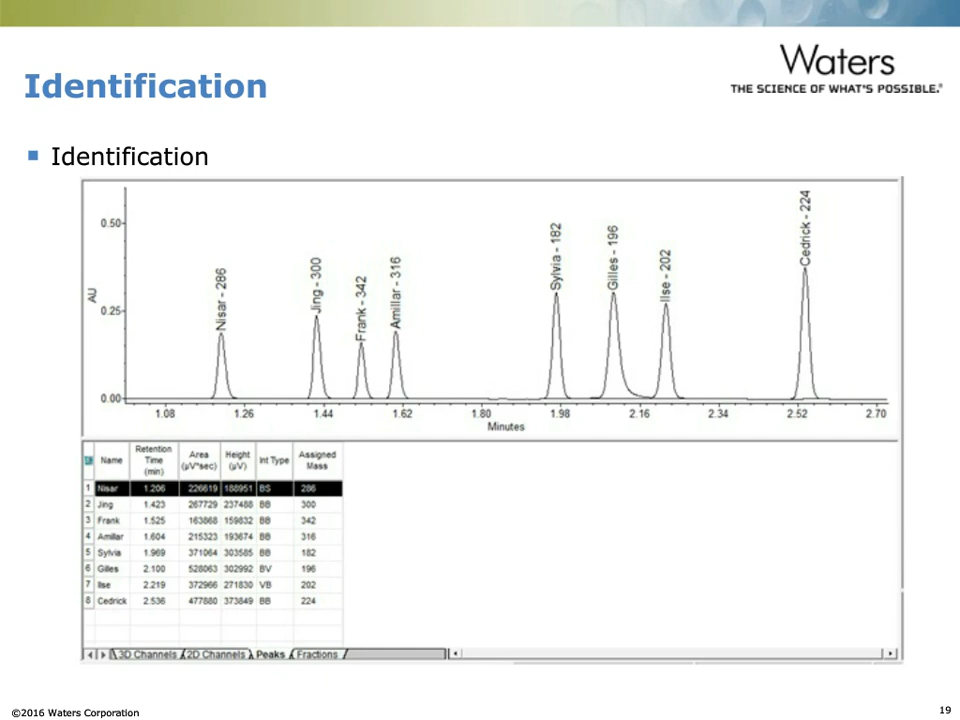 Waters
THE SCIENCE OF WHAT'S POSSIBLE.®
Identification
Identification
AU
0.50
0.25
0.00
Nisar - 286
Jing - 300
Frank - 342
Amillar - 316
Sylvia - 182
Gilles - 196
Ilse - 202
Cedrick - 224
1.08 1.26 1.44 1.62 1.80 1.98 2.16 2.34 2.52 2.70
Minutes
Name Retention Time (min) Area (µV*sec) Height (µV) Int Type Assigned Mass
1 Nisar 1.206 226619 188951 BS 286
2 Jing 1.423 267729 237488 BB 300
3 Frank 1.525 163868 159832 BB 342
4 Amillar 1.604 215323 193674 BB 316
5 Sylvia 1.969 371064 303585 BB 182
6 Gilles 2.100 528063 302992 BV 196
7 Ilse 2.219 372966 271830 VB 202
8 Cedrick 2.536 477880 373849 BB 224
3D Channels 2D Channels Peaks Fractions
©2016 Waters Corporation
19